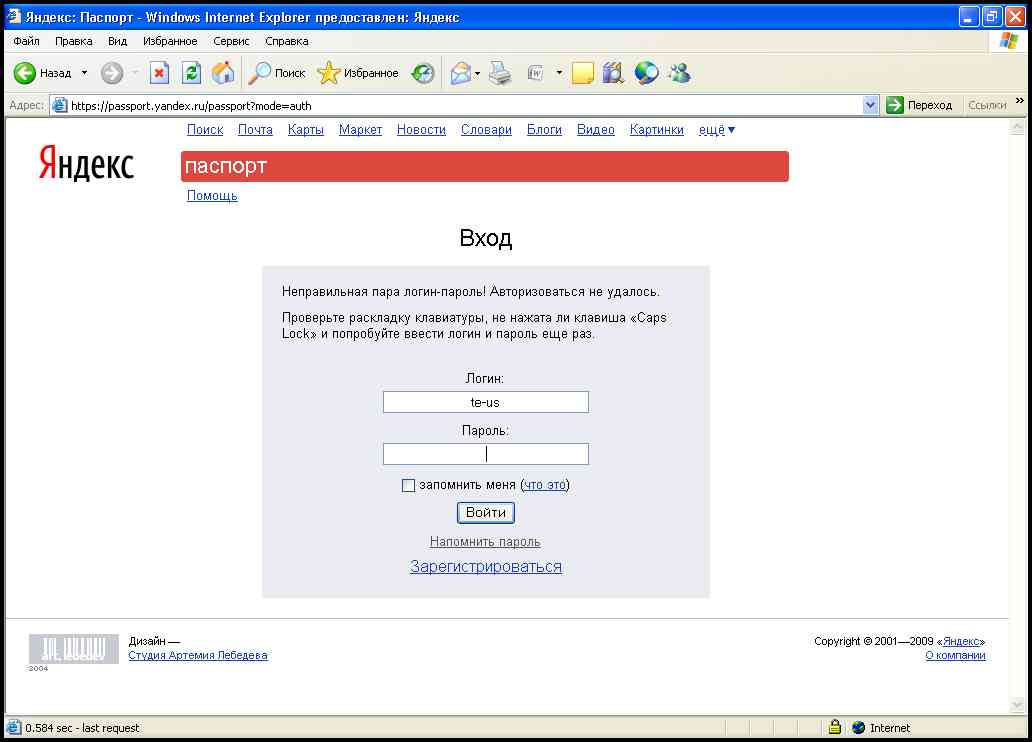 Яндекс: Паспорт - Windows Internet Explorer предоставлен: Яндекс
Файл Правка Вид Избранное Сервис Справка
Назад Поиск Избранное
Адрес: https://passport.yandex.ru/passport?mode=auth Переход Ссылки »
Поиск Почта Карты Маркет Новости Словари Блоги Видео Картинки ещё▼
Яндекс паспорт
Помощь
Вход
Неправильная пара логин-пароль! Авторизоваться не удалось.
Проверьте раскладку клавиатуры, не нажата ли клавиша «Caps
Lock» и попробуйте ввести логин и пароль еще раз.
Логин:
te-us
Пароль:
запомнить меня (что это)
Войти
Напомнить пароль
Зарегистрироваться
art. lebedev
2004
Дизайн —
Студия Артемия Лебедева
Copyright © 2001—2009 «Яндекс»
О компании
0.584 sec - last request Internet